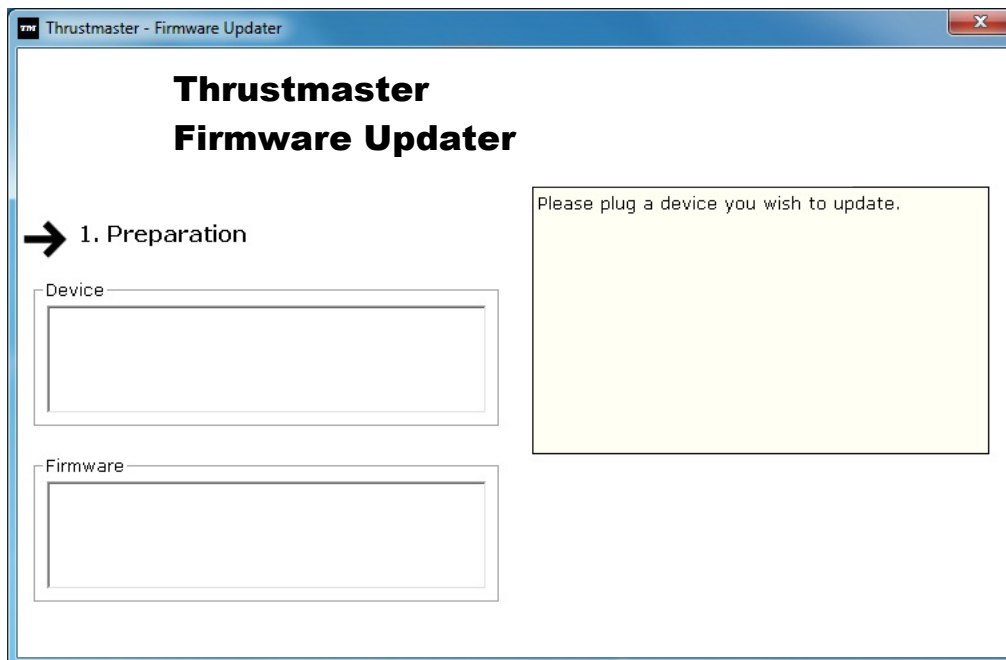 TM Thrustmaster - Firmware Updater
X
Thrustmaster
Firmware Updater
1. Preparation
Please plug a device you wish to update.
Device
Firmware